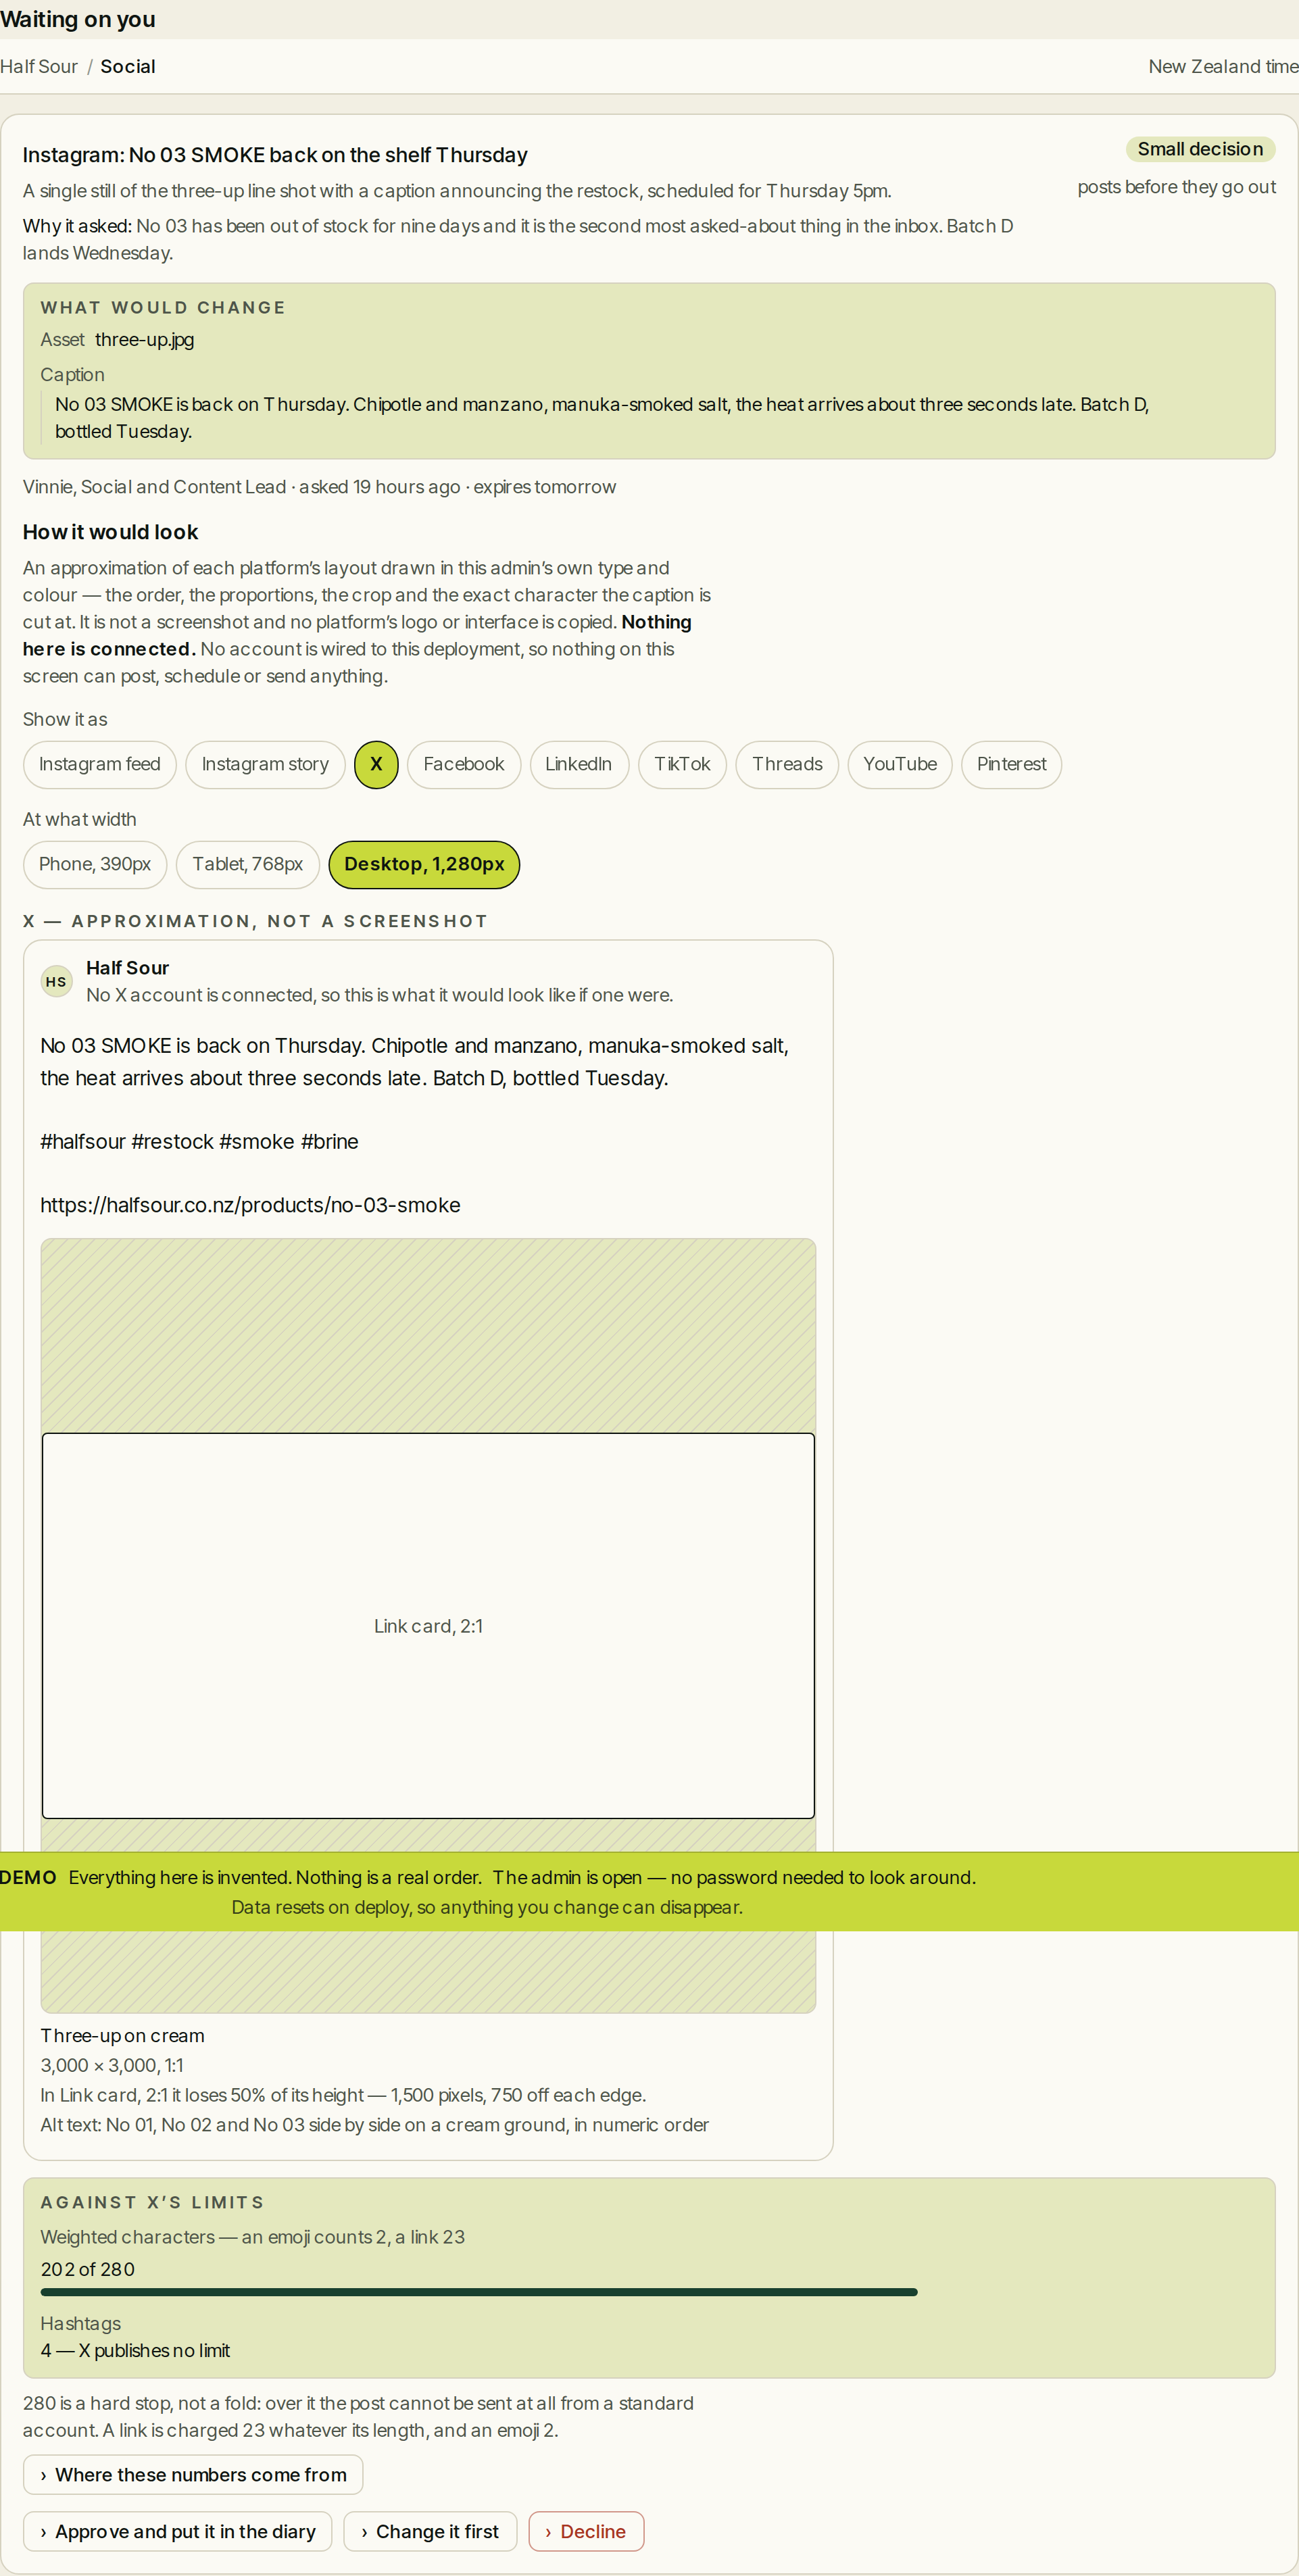 Waiting on you
Half Sour / Social
New Zealand time
Instagram: No 03 SMOKE back on the shelf Thursday
Small decision
A single still of the three-up line shot with a caption announcing the restock, scheduled for Thursday 5pm.
posts before they go out
Why it asked: No 03 has been out of stock for nine days and it is the second most asked-about thing in the inbox. Batch D
lands Wednesday.
WHAT WOULD CHANGE
Asset three-up.jpg
Caption
No 03 SMOKE is back on Thursday. Chipotle and manzano, manuka-smoked salt, the heat arrives about three seconds late. Batch D,
bottled Tuesday.
Vinnie, Social and Content Lead · asked 19 hours ago · expires tomorrow
How it would look
An approximation of each platform’s layout drawn in this admin’s own type and
colour — the order, the proportions, the crop and the exact character the caption is
cut at. It is not a screenshot and no platform’s logo or interface is copied. Nothing
here is connected. No account is wired to this deployment, so nothing on this
screen can post, schedule or send anything.
Show it as
Instagram feed
Instagram story
X
Facebook
LinkedIn
TikTok
Threads
YouTube
Pinterest
At what width
Phone, 390px
Tablet, 768px
Desktop, 1,280px
X — APPROXIMATION, NOT A SCREENSHOT
HS
Half Sour
No X account is connected, so this is what it would look like if one were.
No 03 SMOKE is back on Thursday. Chipotle and manzano, manuka-smoked salt,
the heat arrives about three seconds late. Batch D, bottled Tuesday.
#halfsour #restock #smoke #brine
https://halfsour.co.nz/products/no-03-smoke
Link card, 2:1
DEMO Everything here is invented. Nothing is a real order. The admin is open — no password needed to look around.
Data resets on deploy, so anything you change can disappear.
Three-up on cream
3,000 × 3,000, 1:1
In Link card, 2:1 it loses 50% of its height — 1,500 pixels, 750 off each edge.
Alt text: No 01, No 02 and No 03 side by side on a cream ground, in numeric order
AGAINST X’S LIMITS
Weighted characters — an emoji counts 2, a link 23
202 of 280
Hashtags
4 — X publishes no limit
280 is a hard stop, not a fold: over it the post cannot be sent at all from a standard
account. A link is charged 23 whatever its length, and an emoji 2.
› Where these numbers come from
› Approve and put it in the diary
› Change it first
› Decline